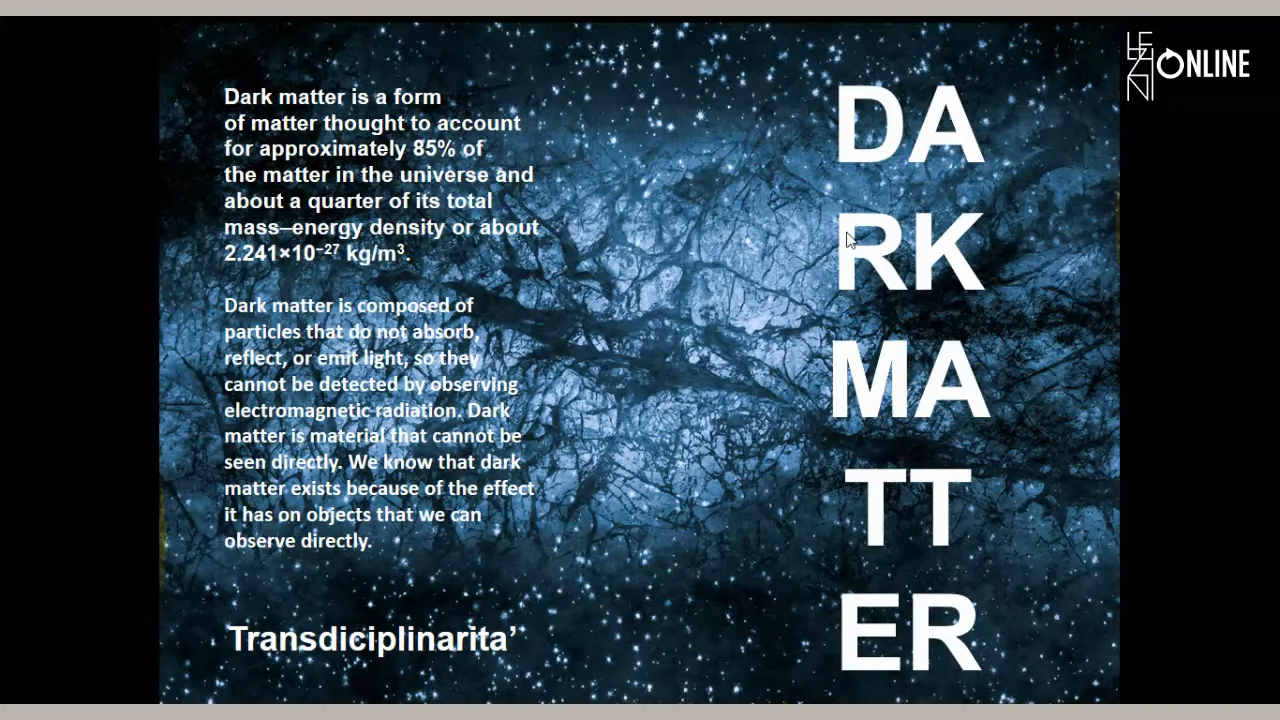 Dark matter is a form
of matter thought to account
for approximately 85% of
the matter in the universe and
about a quarter of its total
mass–energy density or about
2.241×10⁻²⁷ kg/m³.
Dark matter is composed of
particles that do not absorb,
reflect, or emit light, so they
cannot be detected by observing
electromagnetic radiation. Dark
matter is material that cannot be
seen directly. We know that dark
matter exists because of the effect
it has on objects that we can
observe directly.
Transdiciplinarita’
DA
RK
MA
TT
ER
LE
ZI
NI
ONLINE